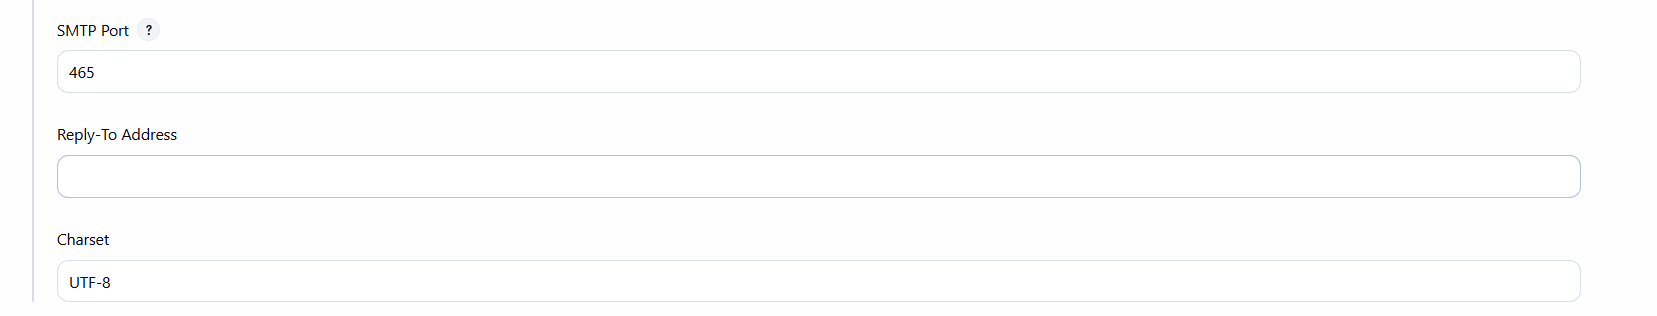 SMTP Port ?
465
Reply-To Address
Charset
UTF-8